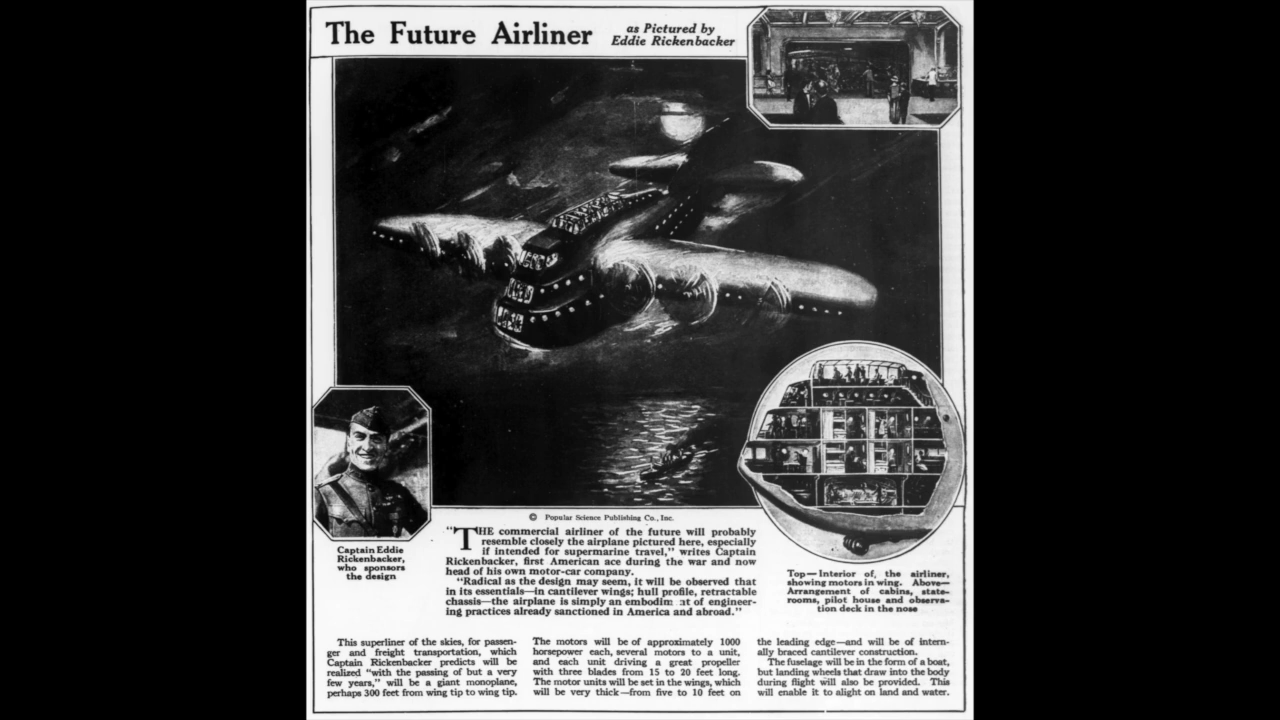 The Future Airliner
as Pictured by
Eddie Rickenbacker
© Popular Science Publishing Co., Inc.
Captain Eddie
Rickenbacker,
who sponsors
the design
"THE commercial airliner of the future will probably
resemble closely the airplane pictured here, especially
if intended for supermarine travel," writes Captain
Rickenbacker, first American ace during the war and now
head of his own motor-car company.
"Radical as the design may seem, it will be observed that
in its essentials—in cantilever wings; hull profile, retractable
chassis—the airplane is simply an embodim at of engineer-
ing practices already sanctioned in America and abroad."
Top—Interior of, the airliner,
showing motors in wing. Above—
Arrangement of cabins, state-
rooms, pilot house and observa-
tion deck in the nose
This superliner of the skies, for passen-
ger and freight transportation, which
Captain Rickenbacker predicts will be
realized "with the passing of but a very
few years," will be a giant monoplane,
perhaps 300 feet from wing tip to wing tip.
The motors will be of approximately 1000
horsepower each, several motors to a unit,
and each unit driving a great propeller
with three blades from 15 to 20 feet long.
The motor units will be set in the wings, which
will be very thick—from five to 10 feet on
the leading edge—and will be of intern-
ally braced cantilever construction.
The fuselage will be in the form of a boat,
but landing wheels that draw into the body
during flight will also be provided. This
will enable it to alight on land and water.